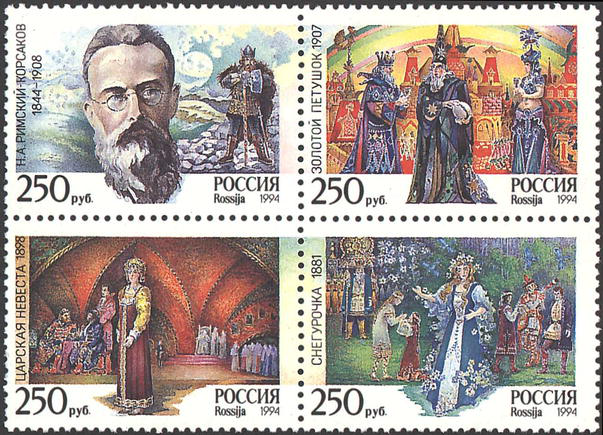 Н.А. РИМСКИЙ-КОРСАКОВ
1844-1908
250 руб.
РОССИЯ
Rossija 1994
ЗОЛОТОЙ ПЕТУШОК 1907
250 руб.
РОССИЯ
Rossija 1994
ЦАРСКАЯ НЕВЕСТА 1898
250 руб.
РОССИЯ
Rossija 1994
СНЕГУРОЧКА 1881
250 руб.
РОССИЯ
Rossija 1994